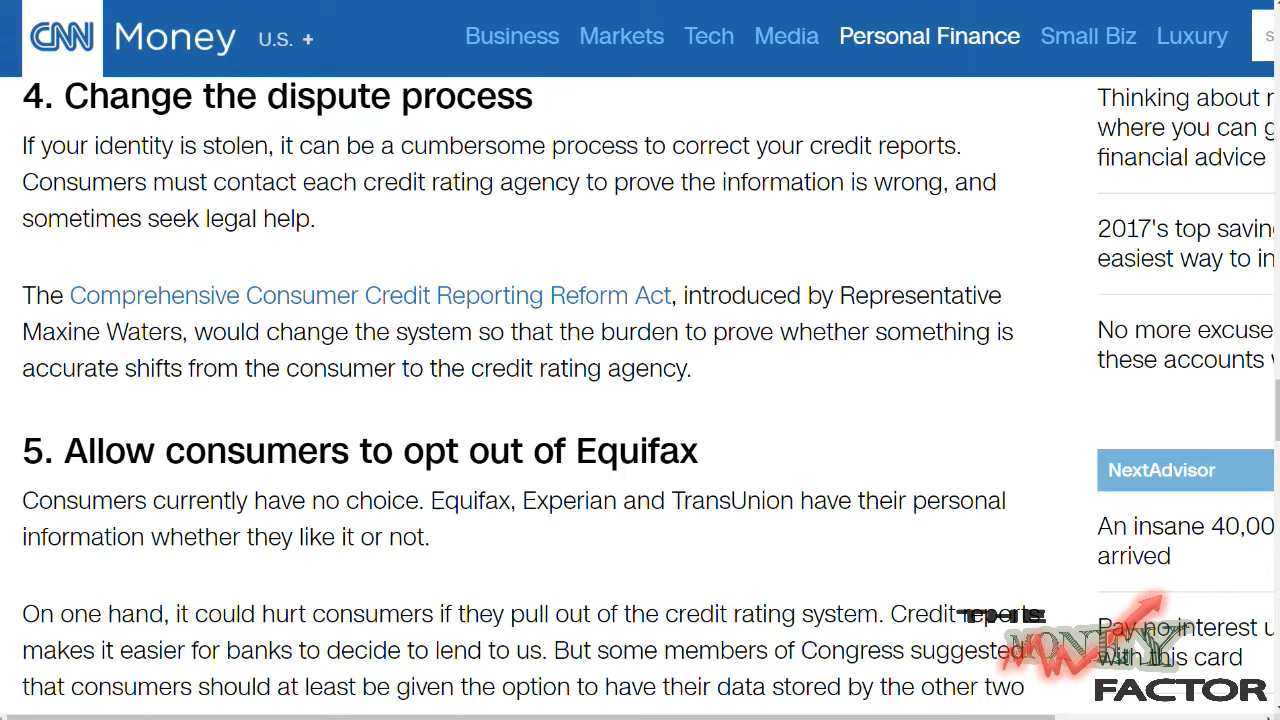 CNN Money U.S. + Business Markets Tech Media Personal Finance Small Biz Luxury
4. Change the dispute process
If your identity is stolen, it can be a cumbersome process to correct your credit reports.
Consumers must contact each credit rating agency to prove the information is wrong, and
sometimes seek legal help.
The Comprehensive Consumer Credit Reporting Reform Act, introduced by Representative
Maxine Waters, would change the system so that the burden to prove whether something is
accurate shifts from the consumer to the credit rating agency.
5. Allow consumers to opt out of Equifax
Consumers currently have no choice. Equifax, Experian and TransUnion have their personal
information whether they like it or not.
On one hand, it could hurt consumers if they pull out of the credit rating system. Credit reports
makes it easier for banks to decide to lend to us. But some members of Congress suggested
that consumers should at least be given the option to have their data stored by the other two
Thinking about
where you can
financial advice
2017's top
easiest way to
No more
these accounts
NextAdvisor
An insane
arrived
Pay no interest
with this card
MONEY
FACTOR